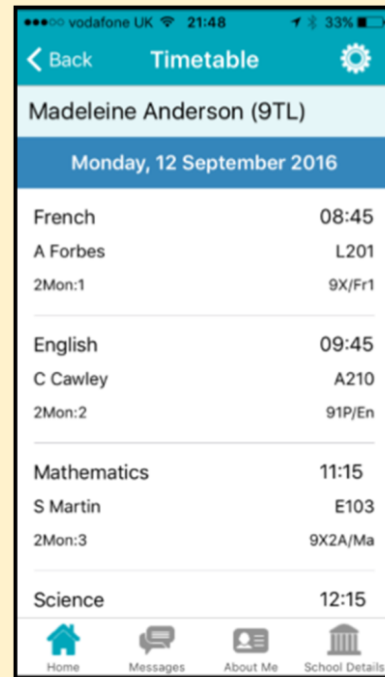 vodafone UK 21:48 33%
Back Timetable
Madeleine Anderson (9TL)
Monday, 12 September 2016
French 08:45
A Forbes L201
2Mon:1 9X/Fr1
English 09:45
C Cawley A210
2Mon:2 91P/En
Mathematics 11:15
S Martin E103
2Mon:3 9X2A/Ma
Science 12:15
Home Messages About Me School Details